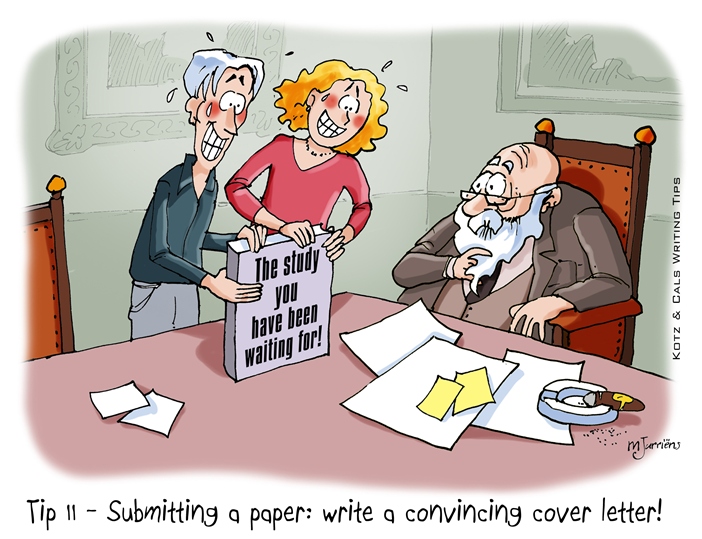 The study
you
have been
waiting for!
KOTZ & CALS WRITING TIPS
MJurriëns
Tip 11 - Submitting a paper: write a convincing cover letter!